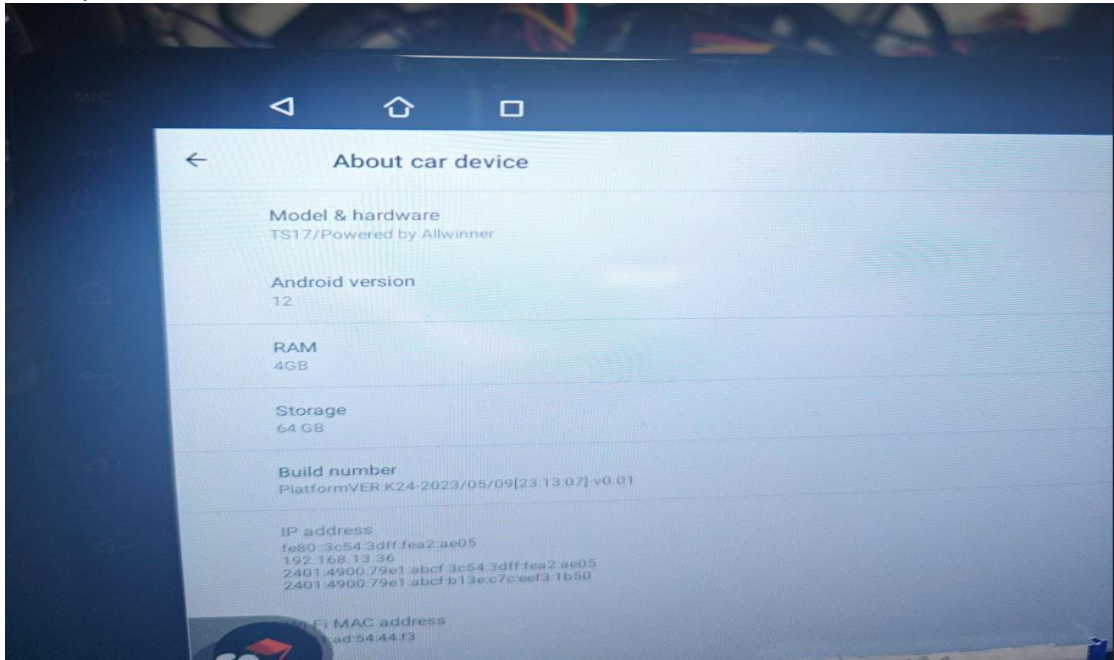 MIC
About car device
Model & hardware
TS17/Powered by Allwinner
Android version
12
RAM
4GB
Storage
64 GB
Build number
PlatformVER:K24-2023/05/09[23:13:07]-v0.01
IP address
fe80::3c54:3dff:fea2:ae05
192.168.13.36
2401:4900:79e1:abcf:3c54:3dff:fea2:ae05
2401:4900:79e1:abcf:b13e:c7c:eef3:1b50
Fi MAC address
ad:54:44:f3